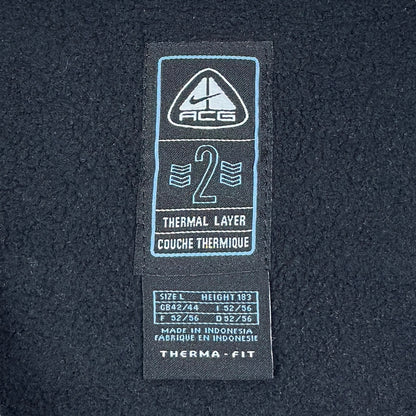 ACG
2
THERMAL LAYER
COUCHE THERMIQUE
SIZE L HEIGHT 183
GB42/44 I 52/56
F 52/56 D 52/56
MADE IN INDONESIA
FABRIQUE EN INDONESIE
THERMA-FIT